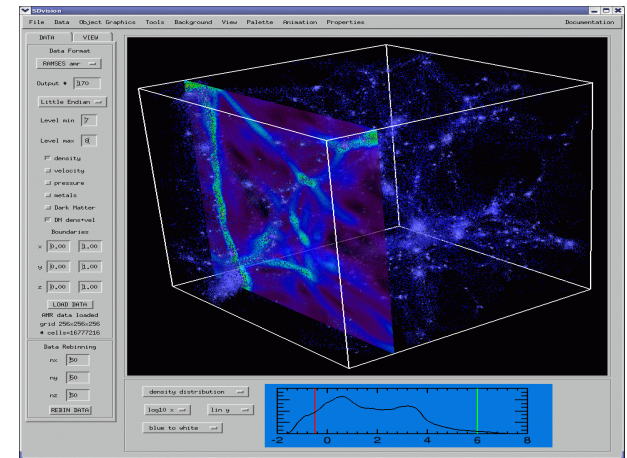 SDvision
File Data Object Graphics Tools Background View Palette Animation Properties Documentation
DATA VIEW
Data Format
RAMSES amr
Output # 170
Little Endian
Level min 7
Level max 8
density
velocity
pressure
metals
Dark Matter
DM dens+vel
Boundaries
x 0.00 1.00
y 0.00 1.00
z 0.00 1.00
LOAD DATA
AMR data loaded
grid 256x256x256
# cells=16777216
Data Rebinning
nx 50
ny 50
nz 50
REBIN DATA
density distribution
log10 x lin y
blue to white
-2 0 2 4 6 8